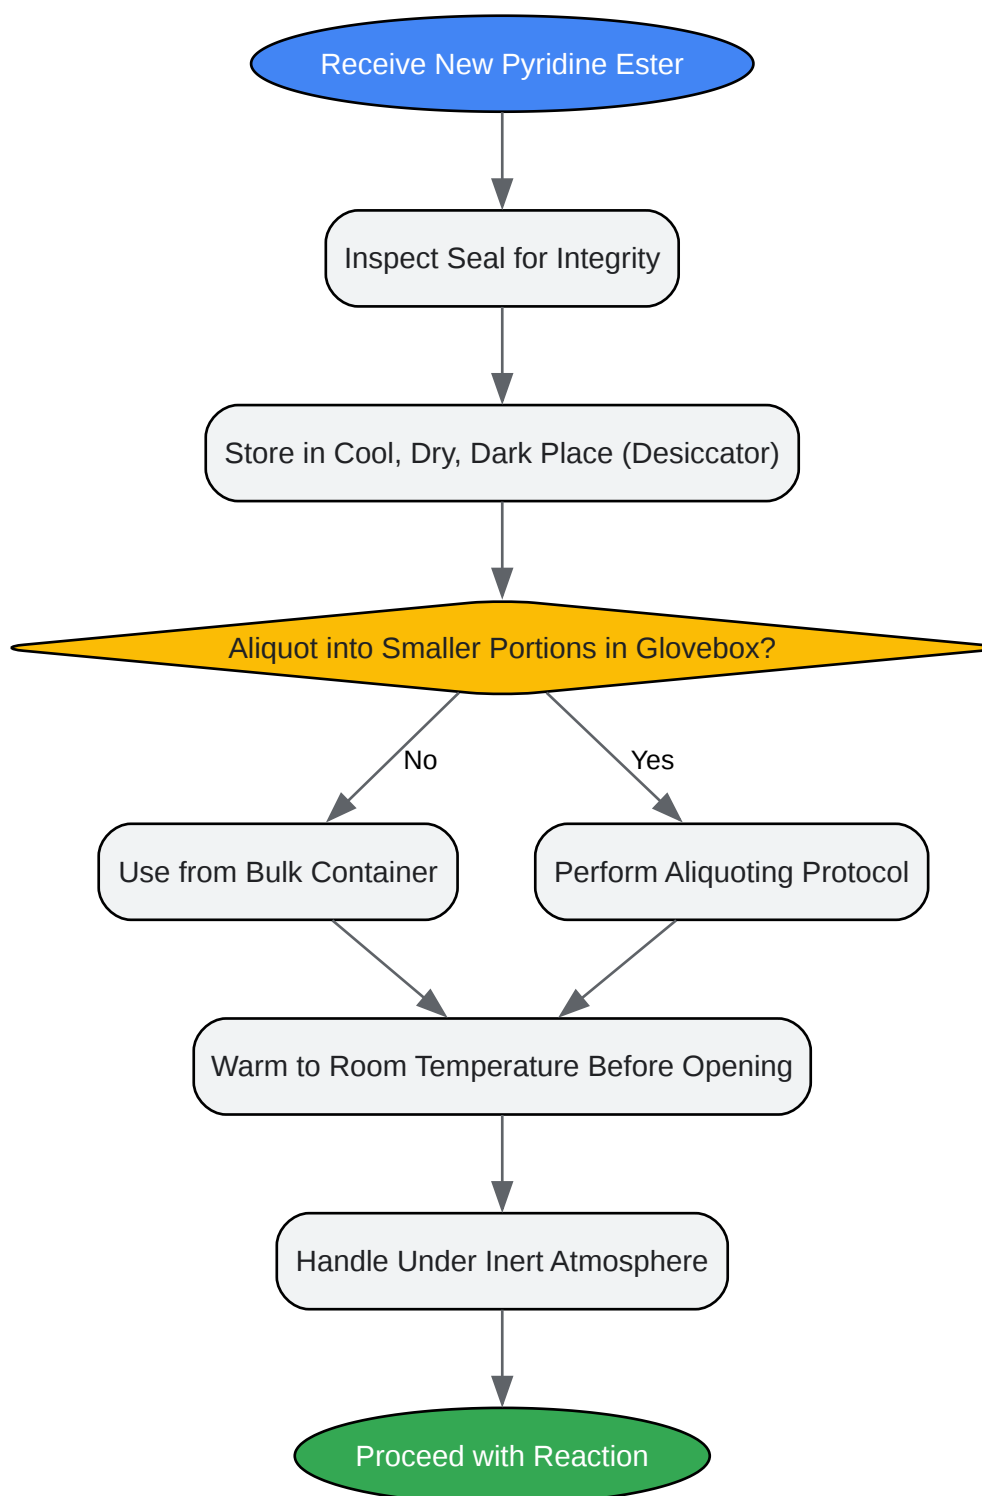 Receive New Pyridine Ester
Inspect Seal for Integrity
Store in Cool, Dry, Dark Place (Desiccator)
Aliquot into Smaller Portions in Glovebox?
No
Yes
Use from Bulk Container
Perform Aliquoting Protocol
Warm to Room Temperature Before Opening
Handle Under Inert Atmosphere
Proceed with Reaction